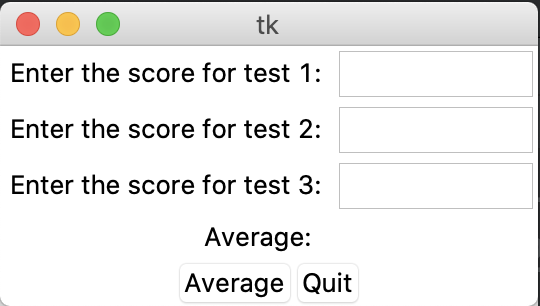 tk
Enter the score for test 1:
Enter the score for test 2:
Enter the score for test 3:
Average:
Average Quit